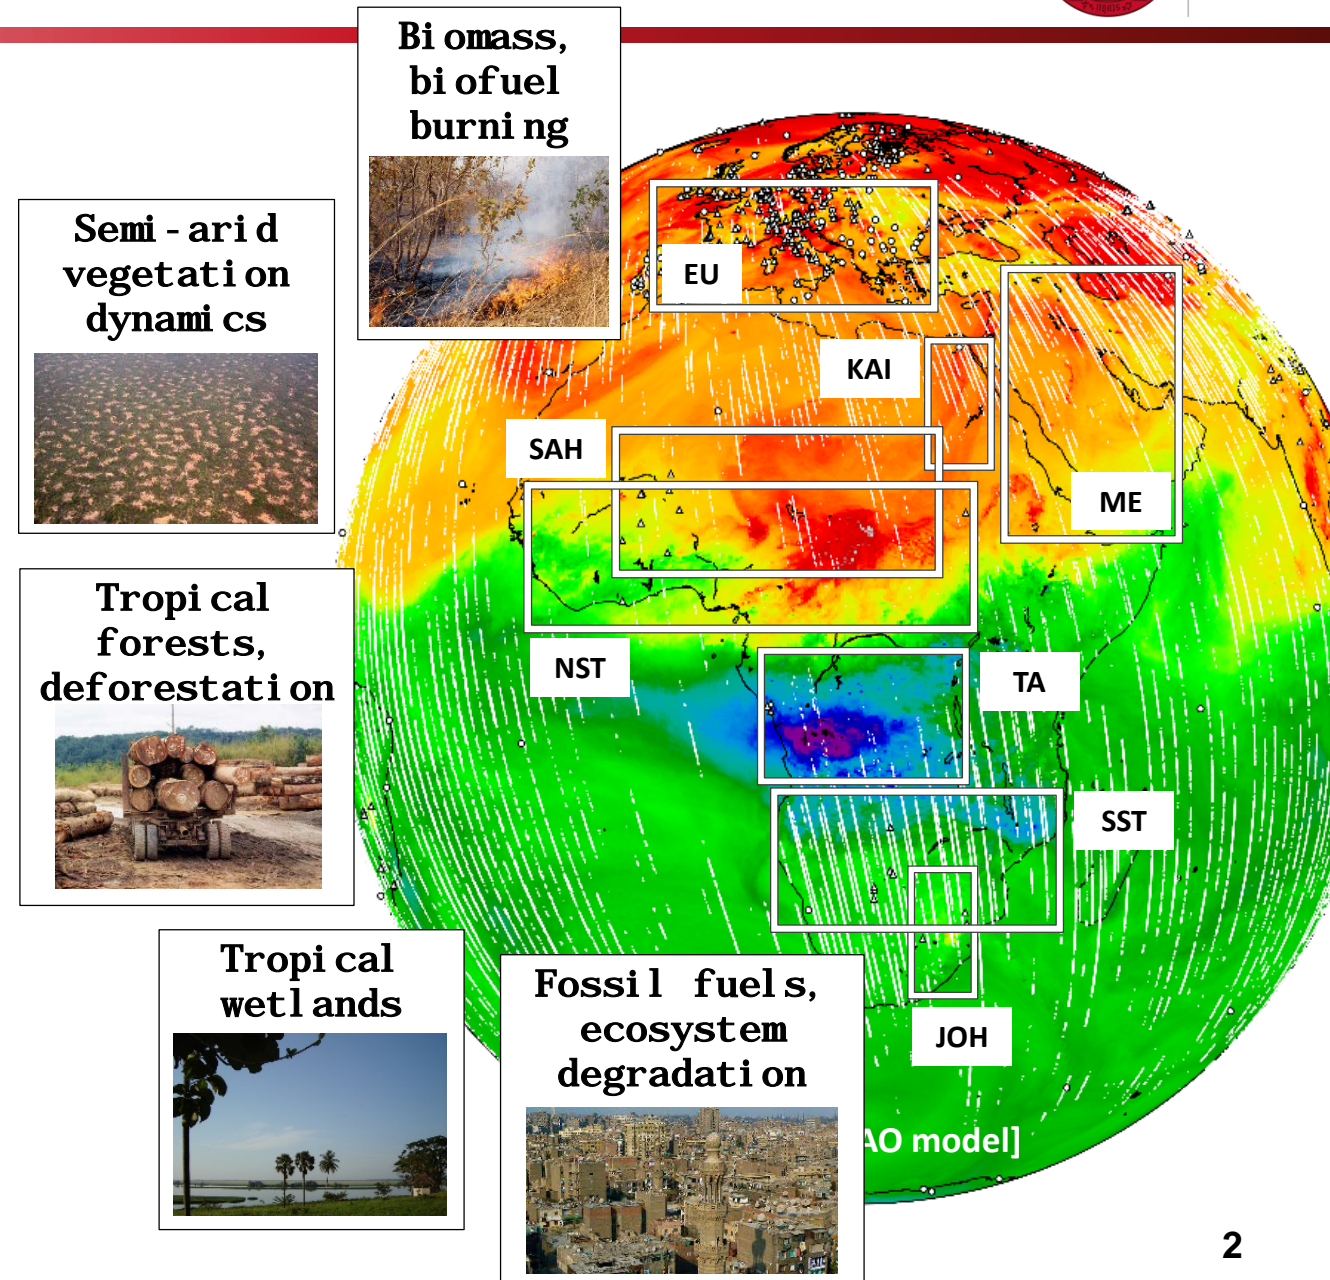 Biomass,
biofuel
burning
Semi-arid
vegetation
dynamics
EU
KAI
SAH
ME
Tropical
forests,
deforestation
NST
TA
SST
Tropical
wetlands
Fossil fuels,
ecosystem
degradation
JOH
model]
2